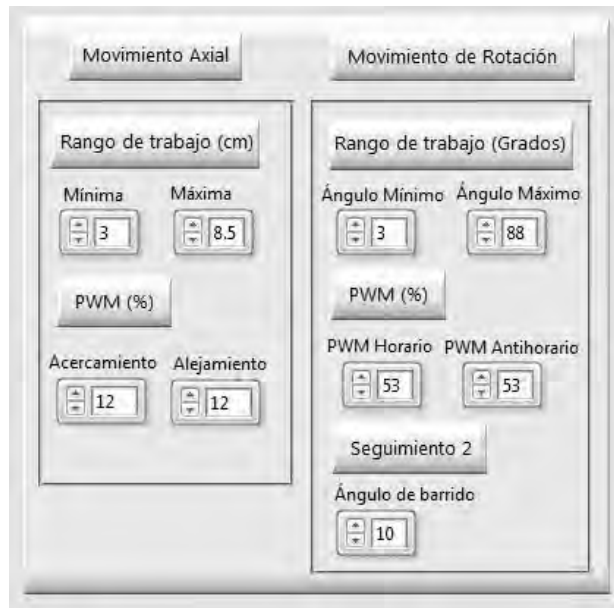 Movimiento Axial
Rango de trabajo (cm)
Mínima Máxima
3 8.5
PWM (%)
Acercamiento Alejamiento
12 12
Movimiento de Rotación
Rango de trabajo (Grados)
Ángulo Mínimo Ángulo Máximo
3 88
PWM (%)
PWM Horario PWM Antihorario
53 53
Seguimiento 2
Ángulo de barrido
10